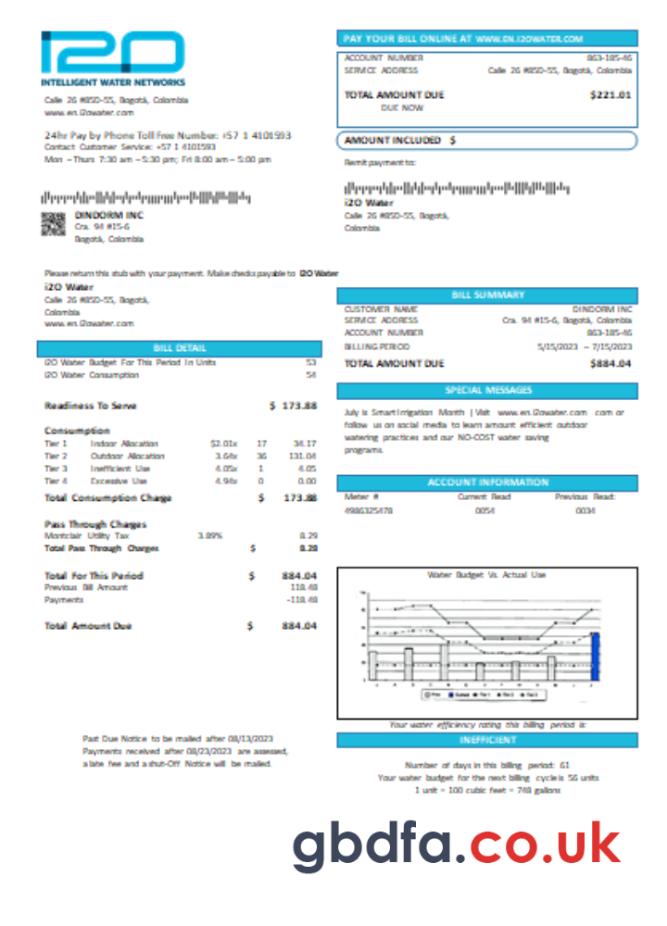 i2O
INTELLIGENT WATER NETWORKS
Calle 26 #85D-55, Bogotá, Colombia
www.en.i2owater.com
24hr Pay by Phone Toll Free Number: +57 1 4101593
Contact Customer Service: +57 1 4101593
Mon – Thurs 7:30 am – 5:30 pm; Fri 8:00 am – 5:00 pm
DINDORM INC
Cra. 94 #15-6
Bogotá, Colombia
PAY YOUR BILL ONLINE AT WWW.EN.I2OWATER.COM
ACCOUNT NUMBER 863-185-46
SERVICE ADDRESS Calle 26 #85D-55, Bogotá, Colombia
TOTAL AMOUNT DUE $221.01
DUE NOW
AMOUNT INCLUDED $
Remit payment to:
i2O Water
Calle 26 #85D-55, Bogotá,
Colombia
Please return this stub with your payment. Make checks payable to I2O Water
i2O Water
Calle 26 #85D-55, Bogotá,
Colombia
www.en.i2owater.com
BILL DETAIL
I2O Water Budget For This Period In Units 53
I2O Water Consumption 54
Readiness To Serve $ 173.88
Consumption
Tier 1 Indoor Allocation $2.01x 17 34.17
Tier 2 Outdoor Allocation 3.64x 36 131.04
Tier 3 Inefficient Use 4.05x 1 4.05
Tier 4 Excessive Use 4.94x 0 0.00
Total Consumption Charge $ 173.88
Pass Through Charges
Montclair Utility Tax 3.89% 8.29
Total Pass Through Charges $ 8.28
Total For This Period $ 884.04
Previous Bill Amount 118.48
Payments -118.48
Total Amount Due $ 884.04
Past Due Notice to be mailed after 08/13/2023
Payments received after 08/23/2023 are assessed,
a late fee and a shut-Off Notice will be mailed.
BILL SUMMARY
CUSTOMER NAME DINDORM INC
SERVICE ADDRESS Cra. 94 #15-6, Bogotá, Colombia
ACCOUNT NUMBER 863-185-46
BILLING PERIOD 5/15/2023 – 7/15/2023
TOTAL AMOUNT DUE $884.04
SPECIAL MESSAGES
July is Smart Irrigation Month | Visit www.en.i2owater.com com or
follow us on social media to learn amount efficient outdoor
watering practices and our NO-COST water saving
programs.
ACCOUNT INFORMATION
Meter # Current Read Previous Read:
4986325478 0054 0034
Water Budget Vs. Actual Use
Your water efficiency rating this billing period is:
INEFFICIENT
Number of days in this billing period: 61
Your water budget for the next billing cycle is 56 units
1 unit = 100 cubic feet = 748 gallons
gbdfa.co.uk